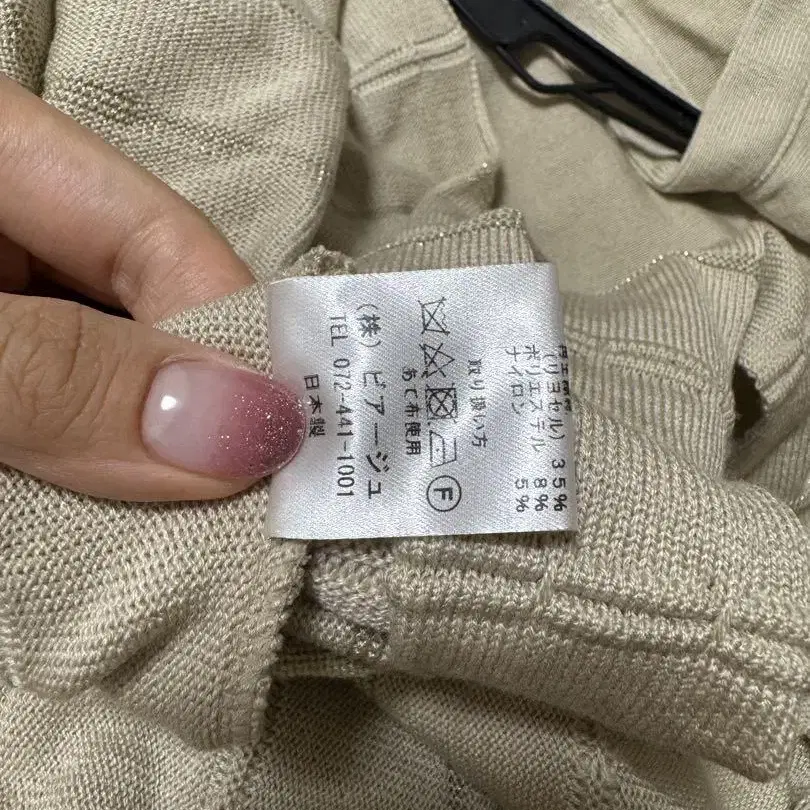 (リヨセル) 35%
ポリエステル 8%
ナイロン 5%
取り扱い方
F
あて布使用
(株) ピアージュ
TEL 072-441-1001
日本製